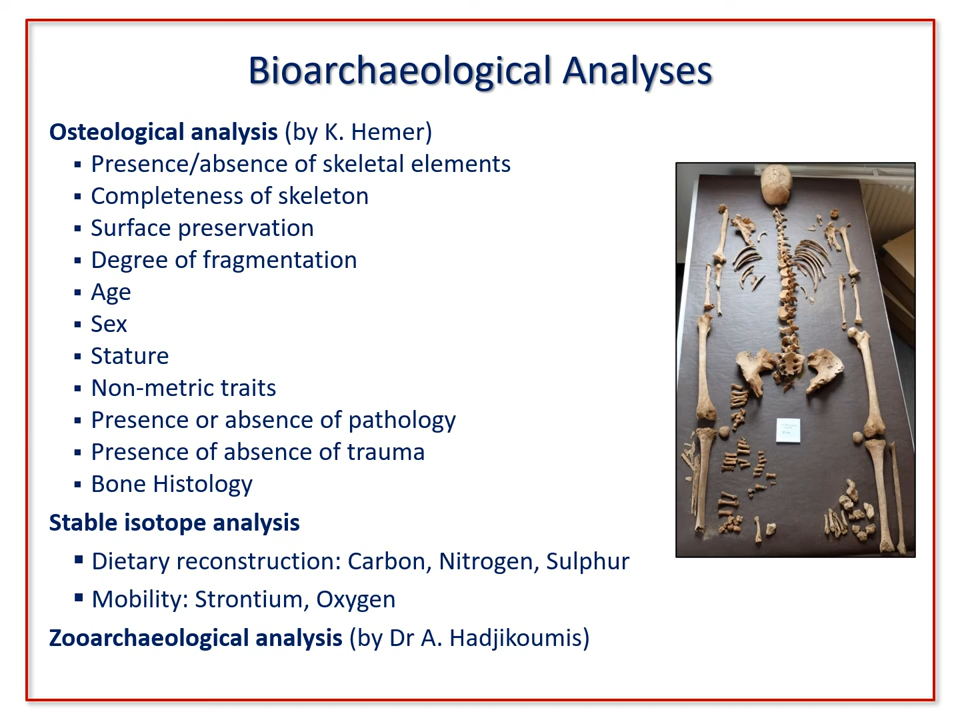 Bioarchaeological Analyses
Osteological analysis (by K. Hemer)
▪ Presence/absence of skeletal elements
▪ Completeness of skeleton
▪ Surface preservation
▪ Degree of fragmentation
▪ Age
▪ Sex
▪ Stature
▪ Non-metric traits
▪ Presence or absence of pathology
▪ Presence of absence of trauma
▪ Bone Histology
Stable isotope analysis
▪ Dietary reconstruction: Carbon, Nitrogen, Sulphur
▪ Mobility: Strontium, Oxygen
Zooarchaeological analysis (by Dr A. Hadjikoumis)